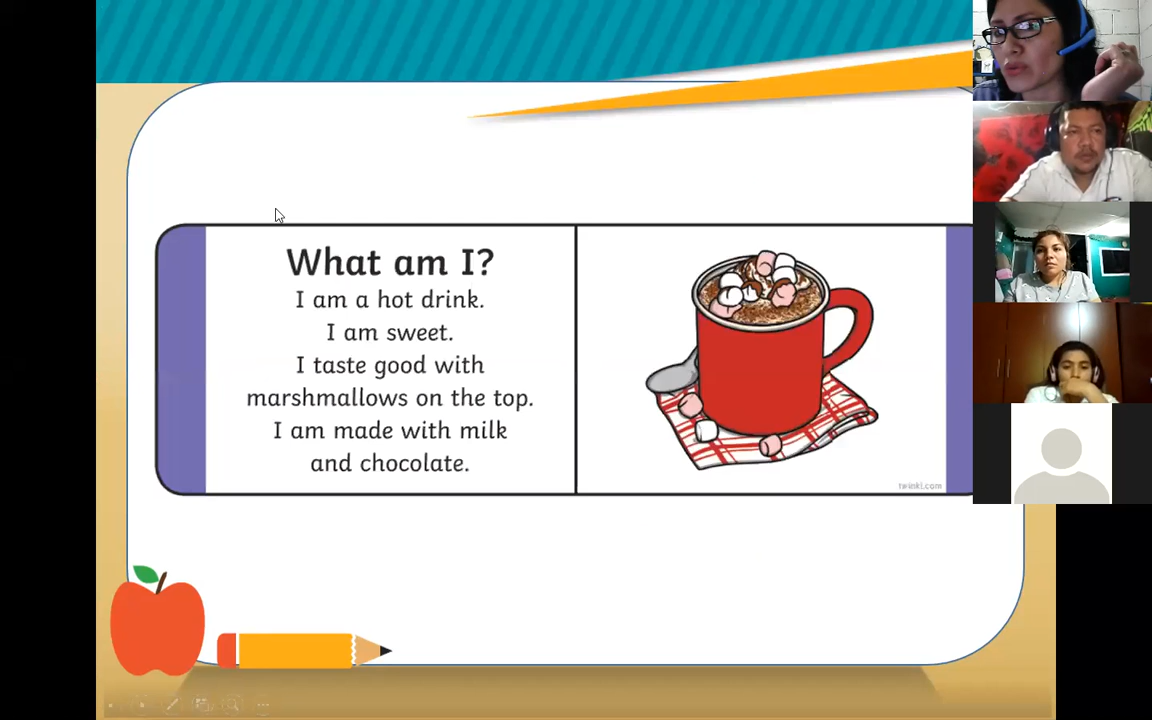 What am I?
I am a hot drink.
I am sweet.
I taste good with
marshmallows on the top.
I am made with milk
and chocolate.
twinkl.com